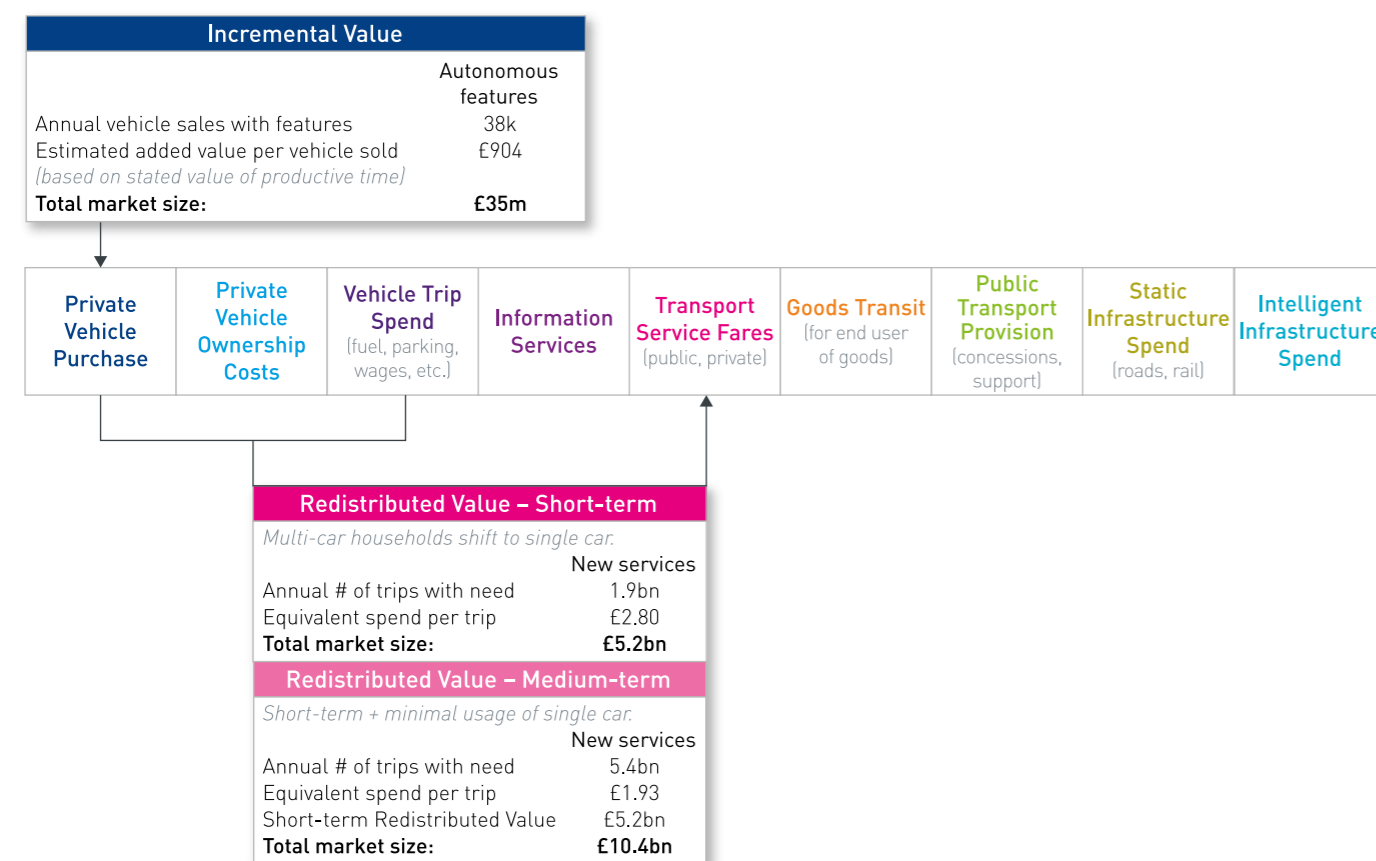 Incremental Value
Autonomous
features
Annual vehicle sales with features 38k
Estimated added value per vehicle sold £904
(based on stated value of productive time)
Total market size: £35m
Private
Vehicle
Purchase
Private
Vehicle
Ownership
Costs
Vehicle Trip
Spend
(fuel, parking,
wages, etc.)
Information
Services
Transport
Service Fares
(public, private)
Goods Transit
(for end user
of goods)
Public
Transport
Provision
(concessions,
support)
Static
Infrastructure
Spend
(roads, rail)
Intelligent
Infrastructure
Spend
Redistributed Value – Short-term
Multi-car households shift to single car.
New services
Annual # of trips with need 1.9bn
Equivalent spend per trip £2.80
Total market size: £5.2bn
Redistributed Value – Medium-term
Short-term + minimal usage of single car.
New services
Annual # of trips with need 5.4bn
Equivalent spend per trip £1.93
Short-term Redistributed Value £5.2bn
Total market size: £10.4bn